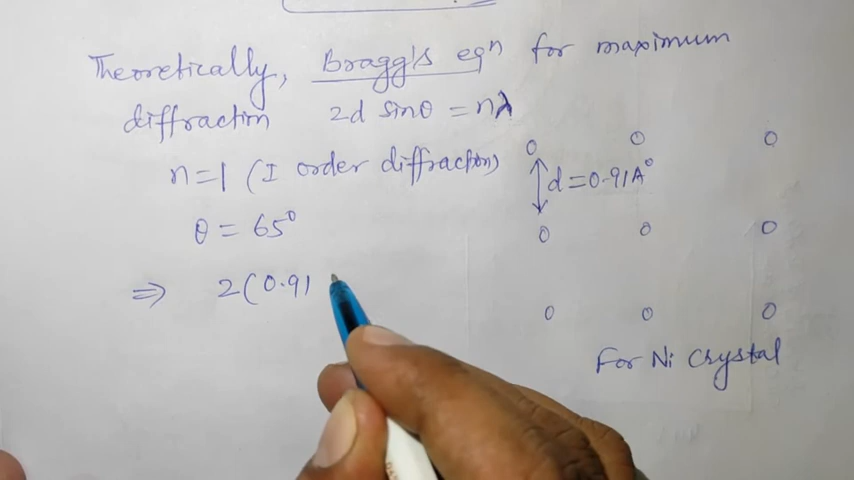 Theoretically, Bragg's eqn for maximum
diffraction 2d sinθ = nλ
n=1 (I order diffraction)
d=0.91A°
θ = 65°
⇒ 2(0.91
For Ni crystal